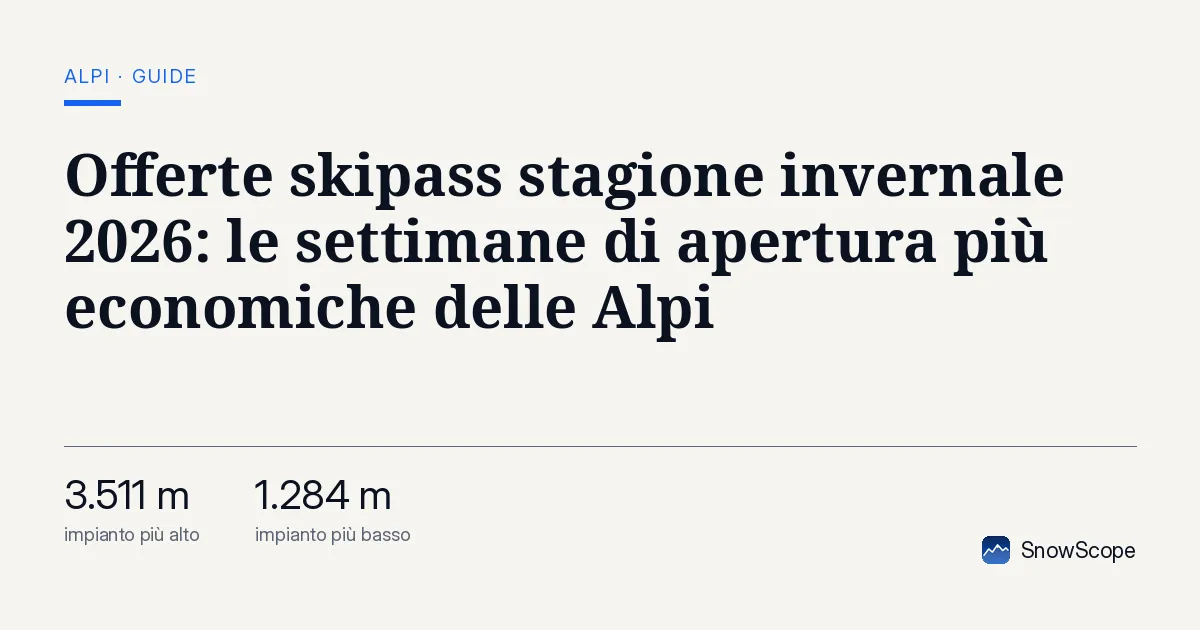 ALPI · GUIDE
Offerte skipass stagione invernale
2026: le settimane di apertura più
economiche delle Alpi
3.511 m
impianto più alto
1.284 m
impianto più basso
SnowScope